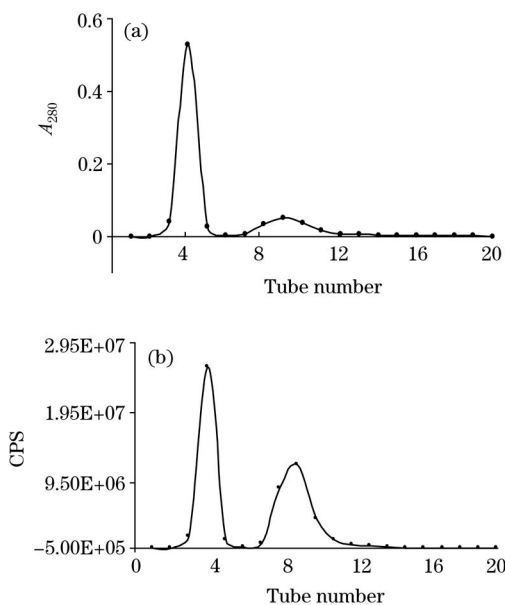 (a)
0.6
0.4
0.2
0
A280
4 8 12 16 20
Tube number
(b)
2.95E+07
1.95E+07
9.50E+06
−5.00E+05
CPS
0 4 8 12 16 20
Tube number